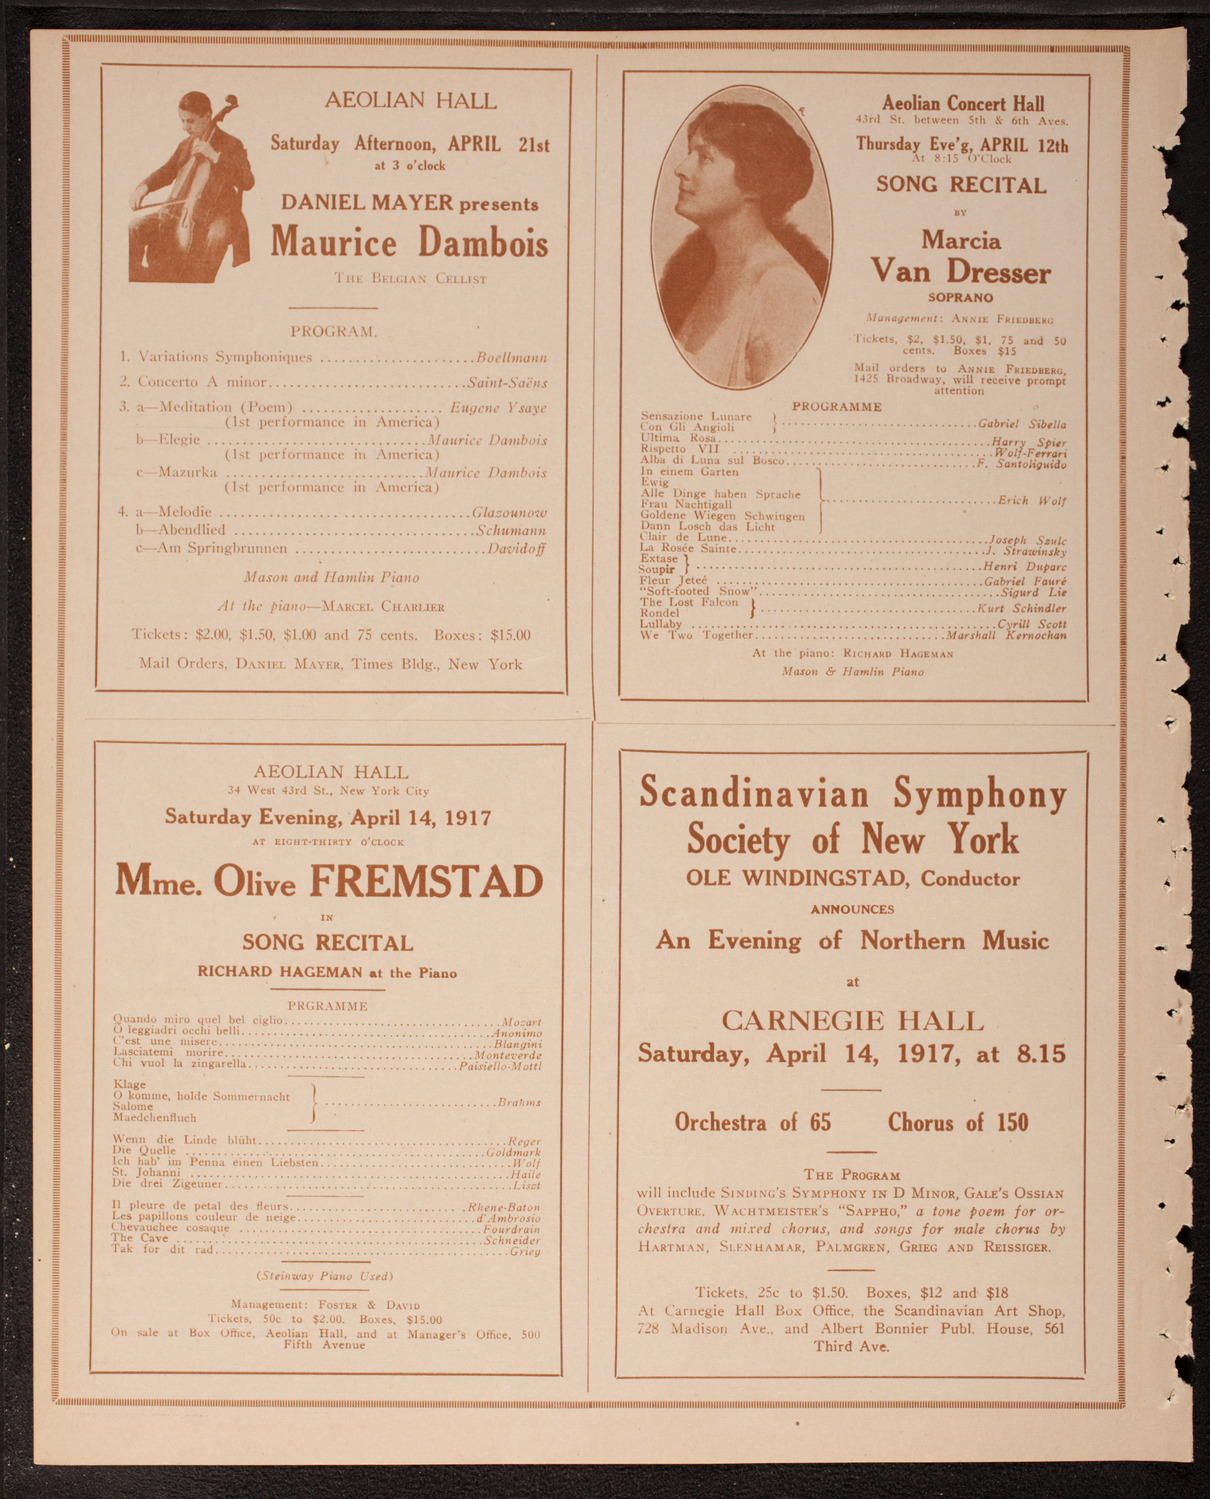 AEOLIAN HALL
Saturday Afternoon, APRIL 21st
at 3 o'clock
DANIEL MAYER presents
Maurice Dambois
THE BELGIAN CELLIST
PROGRAM.
1. Variations Symphoniques ......................Boellmann
2. Concerto A minor............................Saint-Saëns
3. a—Meditation (Poem) .................... Eugene Ysaye
(1st performance in America)
b—Elegie ...............................Maurice Dambois
(1st performance in America)
c—Mazurka ............................Maurice Dambois
(1st performance in America)
4. a—Melodie ....................................Glazounow
b—Abendlied ...................................Schumann
c—Am Springbrunnen ............................Davidoff
Mason and Hamlin Piano
At the piano—MARCEL CHARLIER
Tickets: $2.00, $1.50, $1.00 and 75 cents. Boxes: $15.00
Mail Orders, DANIEL MAYER, Times Bldg., New York
Aeolian Concert Hall
43rd St. between 5th & 6th Aves.
Thursday Eve'g, APRIL 12th
At 8:15 O'Clock
SONG RECITAL
BY
Marcia
Van Dresser
SOPRANO
Management: ANNIE FRIEDBERG
Tickets, $2, $1.50, $1, 75 and 50
cents. Boxes $15
Mail orders to ANNIE FRIEDBERG,
1425 Broadway, will receive prompt
attention
PROGRAMME
Sensazione Lunare
Con Gli Angioli } ............................Gabriel Sibella
Ultima Rosa.......................................Harry Spier
Rispetto VII .....................................Wolf-Ferrari
Alba di Luna sul Bosco............................F. Santoliguido
In einem Garten
Ewig
Alle Dinge haben Sprache
Frau Nachtigall } .........................Erich Wolf
Goldene Wiegen Schwingen
Dann Losch das Licht
Clair de Lune.....................................Joseph Szulc
La Rosée Sainte...................................J. Strawinsky
Extase
Soupir } ..........................................Henri Duparc
Fleur Jeteé ......................................Gabriel Fauré
"Soft-footed Snow"................................Sigurd Lie
The Lost Falcon
Rondel } ................................Kurt Schindler
Lullaby ..........................................Cyrill Scott
We Two Together............................Marshall Kernochan
At the piano: RICHARD HAGEMAN
Mason & Hamlin Piano
AEOLIAN HALL
34 West 43rd St., New York City
Saturday Evening, April 14, 1917
AT EIGHT-THIRTY O'CLOCK
Mme. Olive FREMSTAD
IN
SONG RECITAL
RICHARD HAGEMAN at the Piano
PRGRAMME
Quando miro quel bel ciglio..............................Mozart
O leggiadri occhi belli..................................Anonimo
C'est une misere.........................................Blangini
Lasciatemi morire....................................Monteverde
Chi vuol la zingarella...............................Paisiello-Mottl
Klage
O komme, holde Sommernacht
Salome } ........................Brahms
Maedchenfluch
Wenn die Linde blüht...................................Reger
Die Quelle ...........................................Goldmark
Ich hab' im Penna einen Liebsten..........................Wolf
St. Johanni ............................................Haile
Die drei Zigeuner.......................................Liszt
Il pleure de petal des fleurs.......................Rhene-Baton
Les papillons couleur de neige.......................d'Ambrosio
Chevauchee cosaque ..................................Fourdrain
The Cave ............................................Schneider
Tak for dit rad.........................................Grieg
(Steinway Piano Used)
Management: FOSTER & DAVID
Tickets, 50c to $2.00. Boxes, $15.00
On sale at Box Office, Aeolian Hall, and at Manager's Office, 500
Fifth Avenue
Scandinavian Symphony
Society of New York
OLE WINDINGSTAD, Conductor
ANNOUNCES
An Evening of Northern Music
at
CARNEGIE HALL
Saturday, April 14, 1917, at 8.15
Orchestra of 65 Chorus of 150
THE PROGRAM
will include SINDING'S SYMPHONY IN D MINOR, GALE'S OSSIAN
OVERTURE, WACHTMEISTER'S "SAPPHO," a tone poem for or-
chestra and mixed chorus, and songs for male chorus by
HARTMAN, SLENHAMAR, PALMGREN, GRIEG AND REISSIGER.
Tickets, 25c to $1.50. Boxes, $12 and $18
At Carnegie Hall Box Office, the Scandinavian Art Shop,
728 Madison Ave., and Albert Bonnier Publ. House, 561
Third Ave.